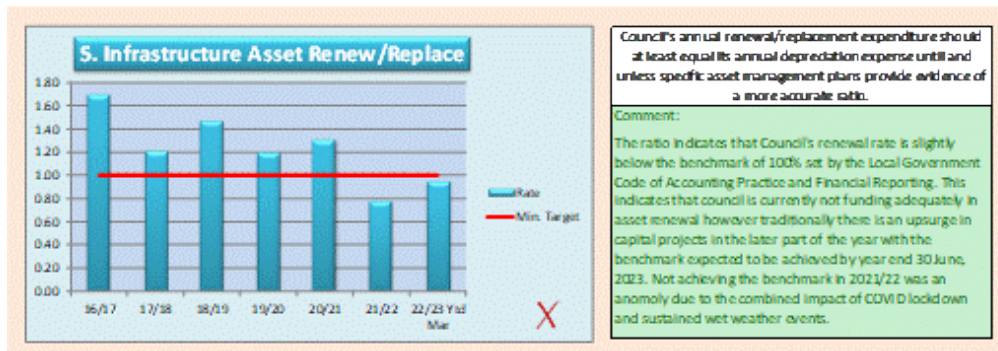 5. Infrastructure Asset Renew/Replace
1.80
1.60
1.40
1.20
1.00
0.80
0.60
0.40
0.20
0.00
16/17
17/18
18/19
19/20
20/21
21/22
22/23 Ytd
Mar
Rate
Min. Target
X
Council's annual renewal/replacement expenditure should
at least equal its annual depreciation expense until and
unless specific asset management plans provide evidence of
a more accurate ratio.
Comment:
The ratio indicates that Council's renewal rate is slightly
below the benchmark of 100% set by the Local Government
Code of Accounting Practice and Financial Reporting. This
indicates that council is currently not funding adequately in
asset renewal however traditionally there is an upsurge in
capital projects in the later part of the year with the
benchmark expected to be achieved by year end 30 June,
2023. Not achieving the benchmark in 2021/22 was an
anomoly due to the combined impact of COVID lockdown
and sustained wet weather events.